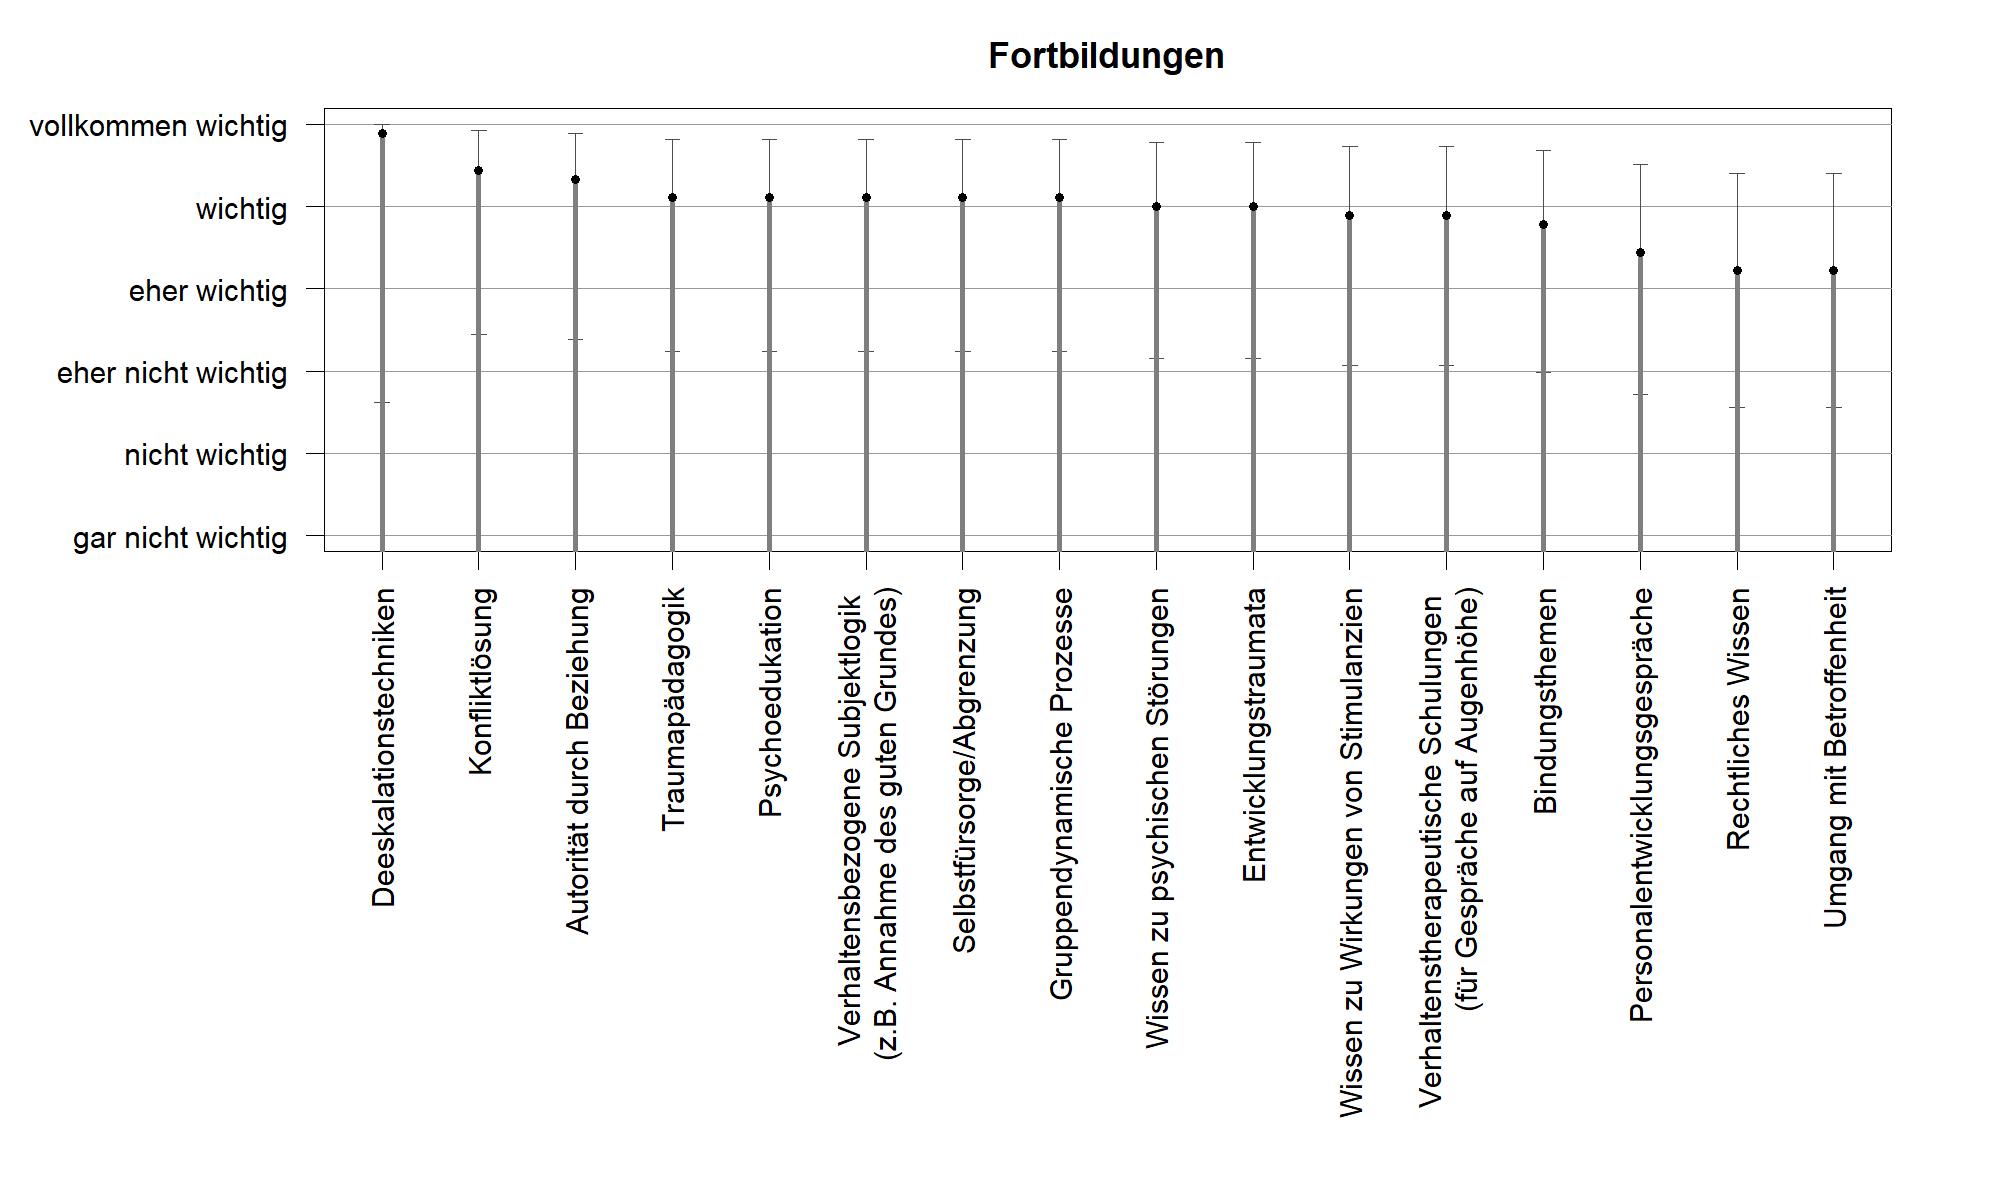 Fortbildungen
vollkommen wichtig
wichtig
eher wichtig
eher nicht wichtig
nicht wichtig
gar nicht wichtig
Deeskalationstechniken
Konfliktlösung
Autorität durch Beziehung
Traumapädagogik
Psychoedukation
Verhaltensbezogene Subjektlogik
(z.B. Annahme des guten Grundes)
Selbstfürsorge/Abgrenzung
Gruppendynamische Prozesse
Wissen zu psychischen Störungen
Entwicklungstraumata
Wissen zu Wirkungen von Stimulanzien
Verhaltenstherapeutische Schulungen
(für Gespräche auf Augenhöhe)
Bindungsthemen
Personalentwicklungsgespräche
Rechtliches Wissen
Umgang mit Betroffenheit